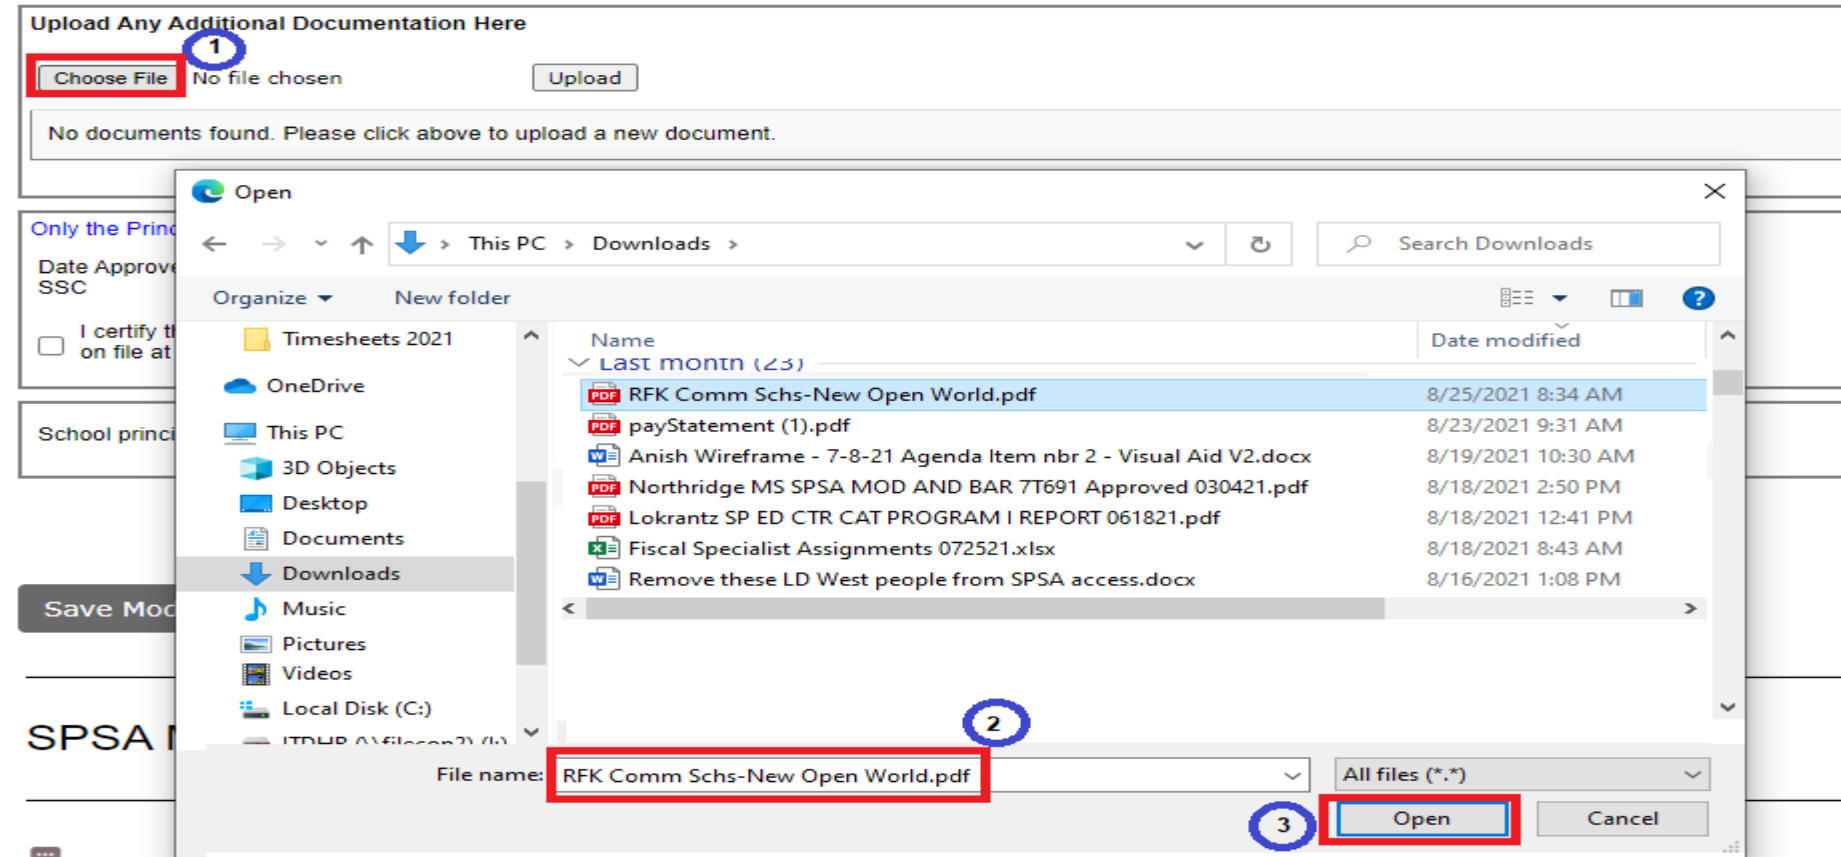 Upload Any Additional Documentation Here
1
Choose File No file chosen Upload
No documents found. Please click above to upload a new document.
Open
Only the Princ
This PC > Downloads >
Search Downloads
Date Approve
SSC
Organize New folder
I certify th
on file at
Timesheets 2021
OneDrive
This PC
3D Objects
Desktop
Documents
Downloads
Music
Pictures
Videos
Local Disk (C:)
Name Date modified
Last month (23)
RFK Comm Schs-New Open World.pdf 8/25/2021 8:34 AM
payStatement (1).pdf 8/23/2021 9:31 AM
Anish Wireframe - 7-8-21 Agenda Item nbr 2 - Visual Aid V2.docx 8/19/2021 10:30 AM
Northridge MS SPSA MOD AND BAR 7T691 Approved 030421.pdf 8/18/2021 2:50 PM
Lokrantz SP ED CTR CAT PROGRAM I REPORT 061821.pdf 8/18/2021 12:41 PM
Fiscal Specialist Assignments 072521.xlsx 8/18/2021 8:43 AM
Remove these LD West people from SPSA access.docx 8/16/2021 1:08 PM
School princi
Save Mod
SPSA
2
File name: RFK Comm Schs-New Open World.pdf All files (*.*)
3
Open Cancel